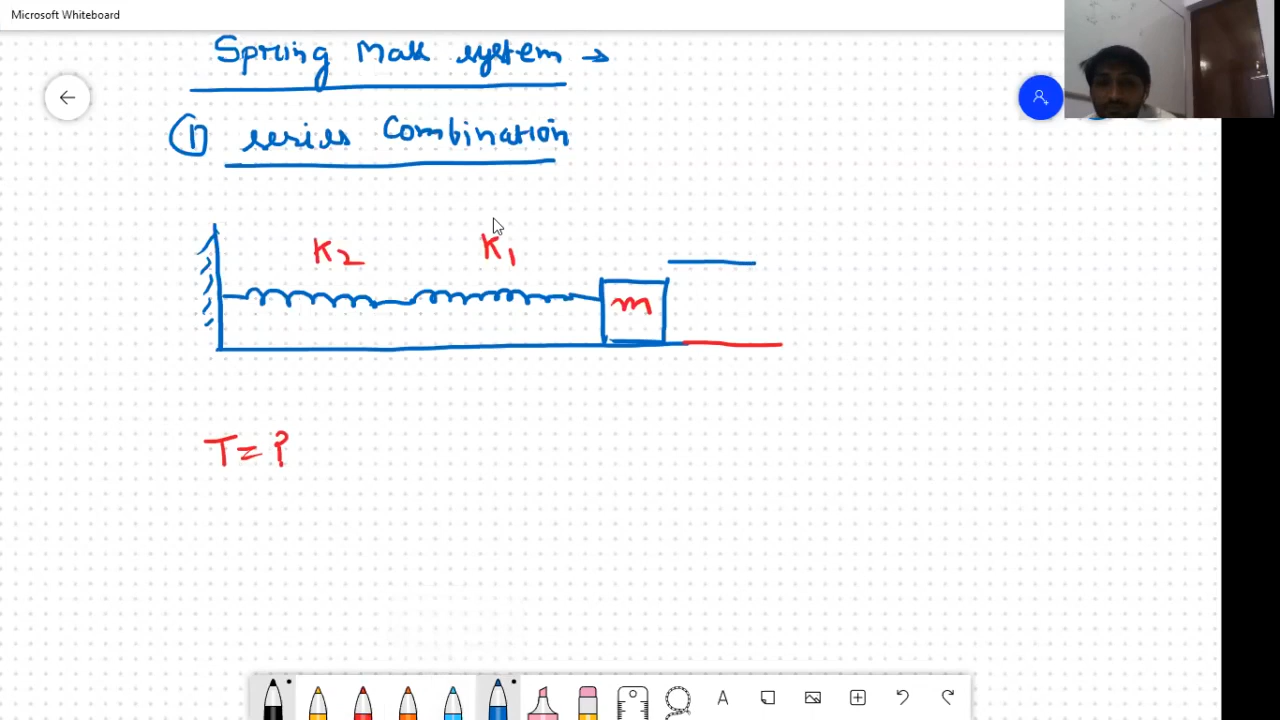 Microsoft Whiteboard
Spring Mass system →
① series Combination
K2 K1
m
T = ?